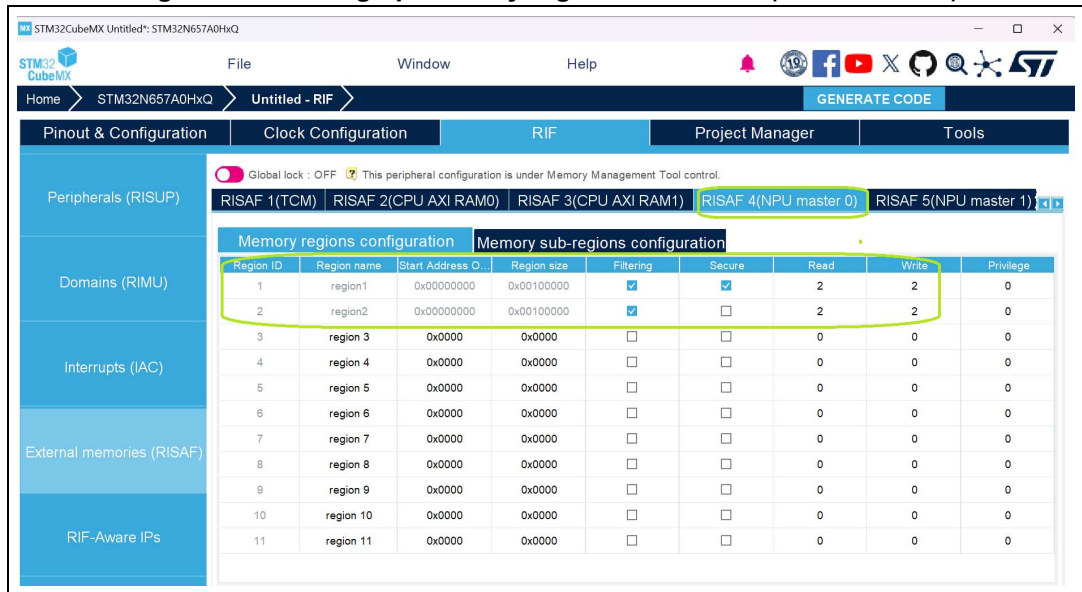 STM32CubeMX Untitled*: STM32N657A0HxQ
STM32 CubeMX File Window Help
Home STM32N657A0HxQ Untitled - RIF GENERATE CODE
Pinout & Configuration Clock Configuration RIF Project Manager Tools
Global lock : OFF This peripheral configuration is under Memory Management Tool control.
Peripherals (RISUP)
Domains (RIMU)
Interrupts (IAC)
External memories (RISAF)
RIF-Aware IPs
RISAF 1(TCM) RISAF 2(CPU AXI RAM0) RISAF 3(CPU AXI RAM1) RISAF 4(NPU master 0) RISAF 5(NPU master 1)
Memory regions configuration Memory sub-regions configuration
Region ID Region name Start Address O... Region size Filtering Secure Read Write Privilege
1 region1 0x00000000 0x00100000 2 2 0
2 region2 0x00000000 0x00100000 2 2 0
3 region 3 0x0000 0x0000 0 0 0
4 region 4 0x0000 0x0000 0 0 0
5 region 5 0x0000 0x0000 0 0 0
6 region 6 0x0000 0x0000 0 0 0
7 region 7 0x0000 0x0000 0 0 0
8 region 8 0x0000 0x0000 0 0 0
9 region 9 0x0000 0x0000 0 0 0
10 region 10 0x0000 0x0000 0 0 0
11 region 11 0x0000 0x0000 0 0 0